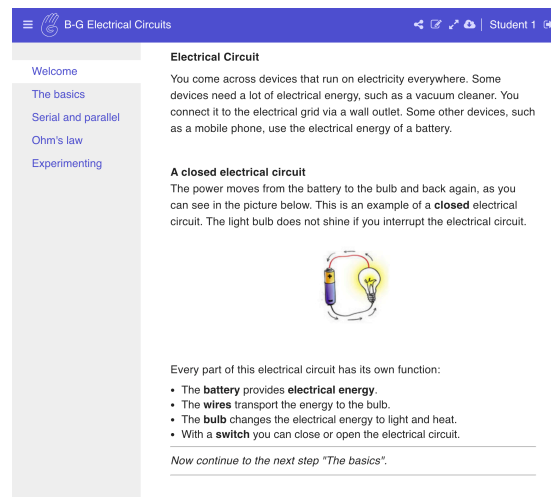 B-G Electrical Circuits
Student 1
Welcome
The basics
Serial and parallel
Ohm's law
Experimenting
Electrical Circuit
You come across devices that run on electricity everywhere. Some
devices need a lot of electrical energy, such as a vacuum cleaner. You
connect it to the electrical grid via a wall outlet. Some other devices, such
as a mobile phone, use the electrical energy of a battery.
A closed electrical circuit
The power moves from the battery to the bulb and back again, as you
can see in the picture below. This is an example of a closed electrical
circuit. The light bulb does not shine if you interrupt the electrical circuit.
Every part of this electrical circuit has its own function:
• The battery provides electrical energy.
• The wires transport the energy to the bulb.
• The bulb changes the electrical energy to light and heat.
• With a switch you can close or open the electrical circuit.
Now continue to the next step "The basics".